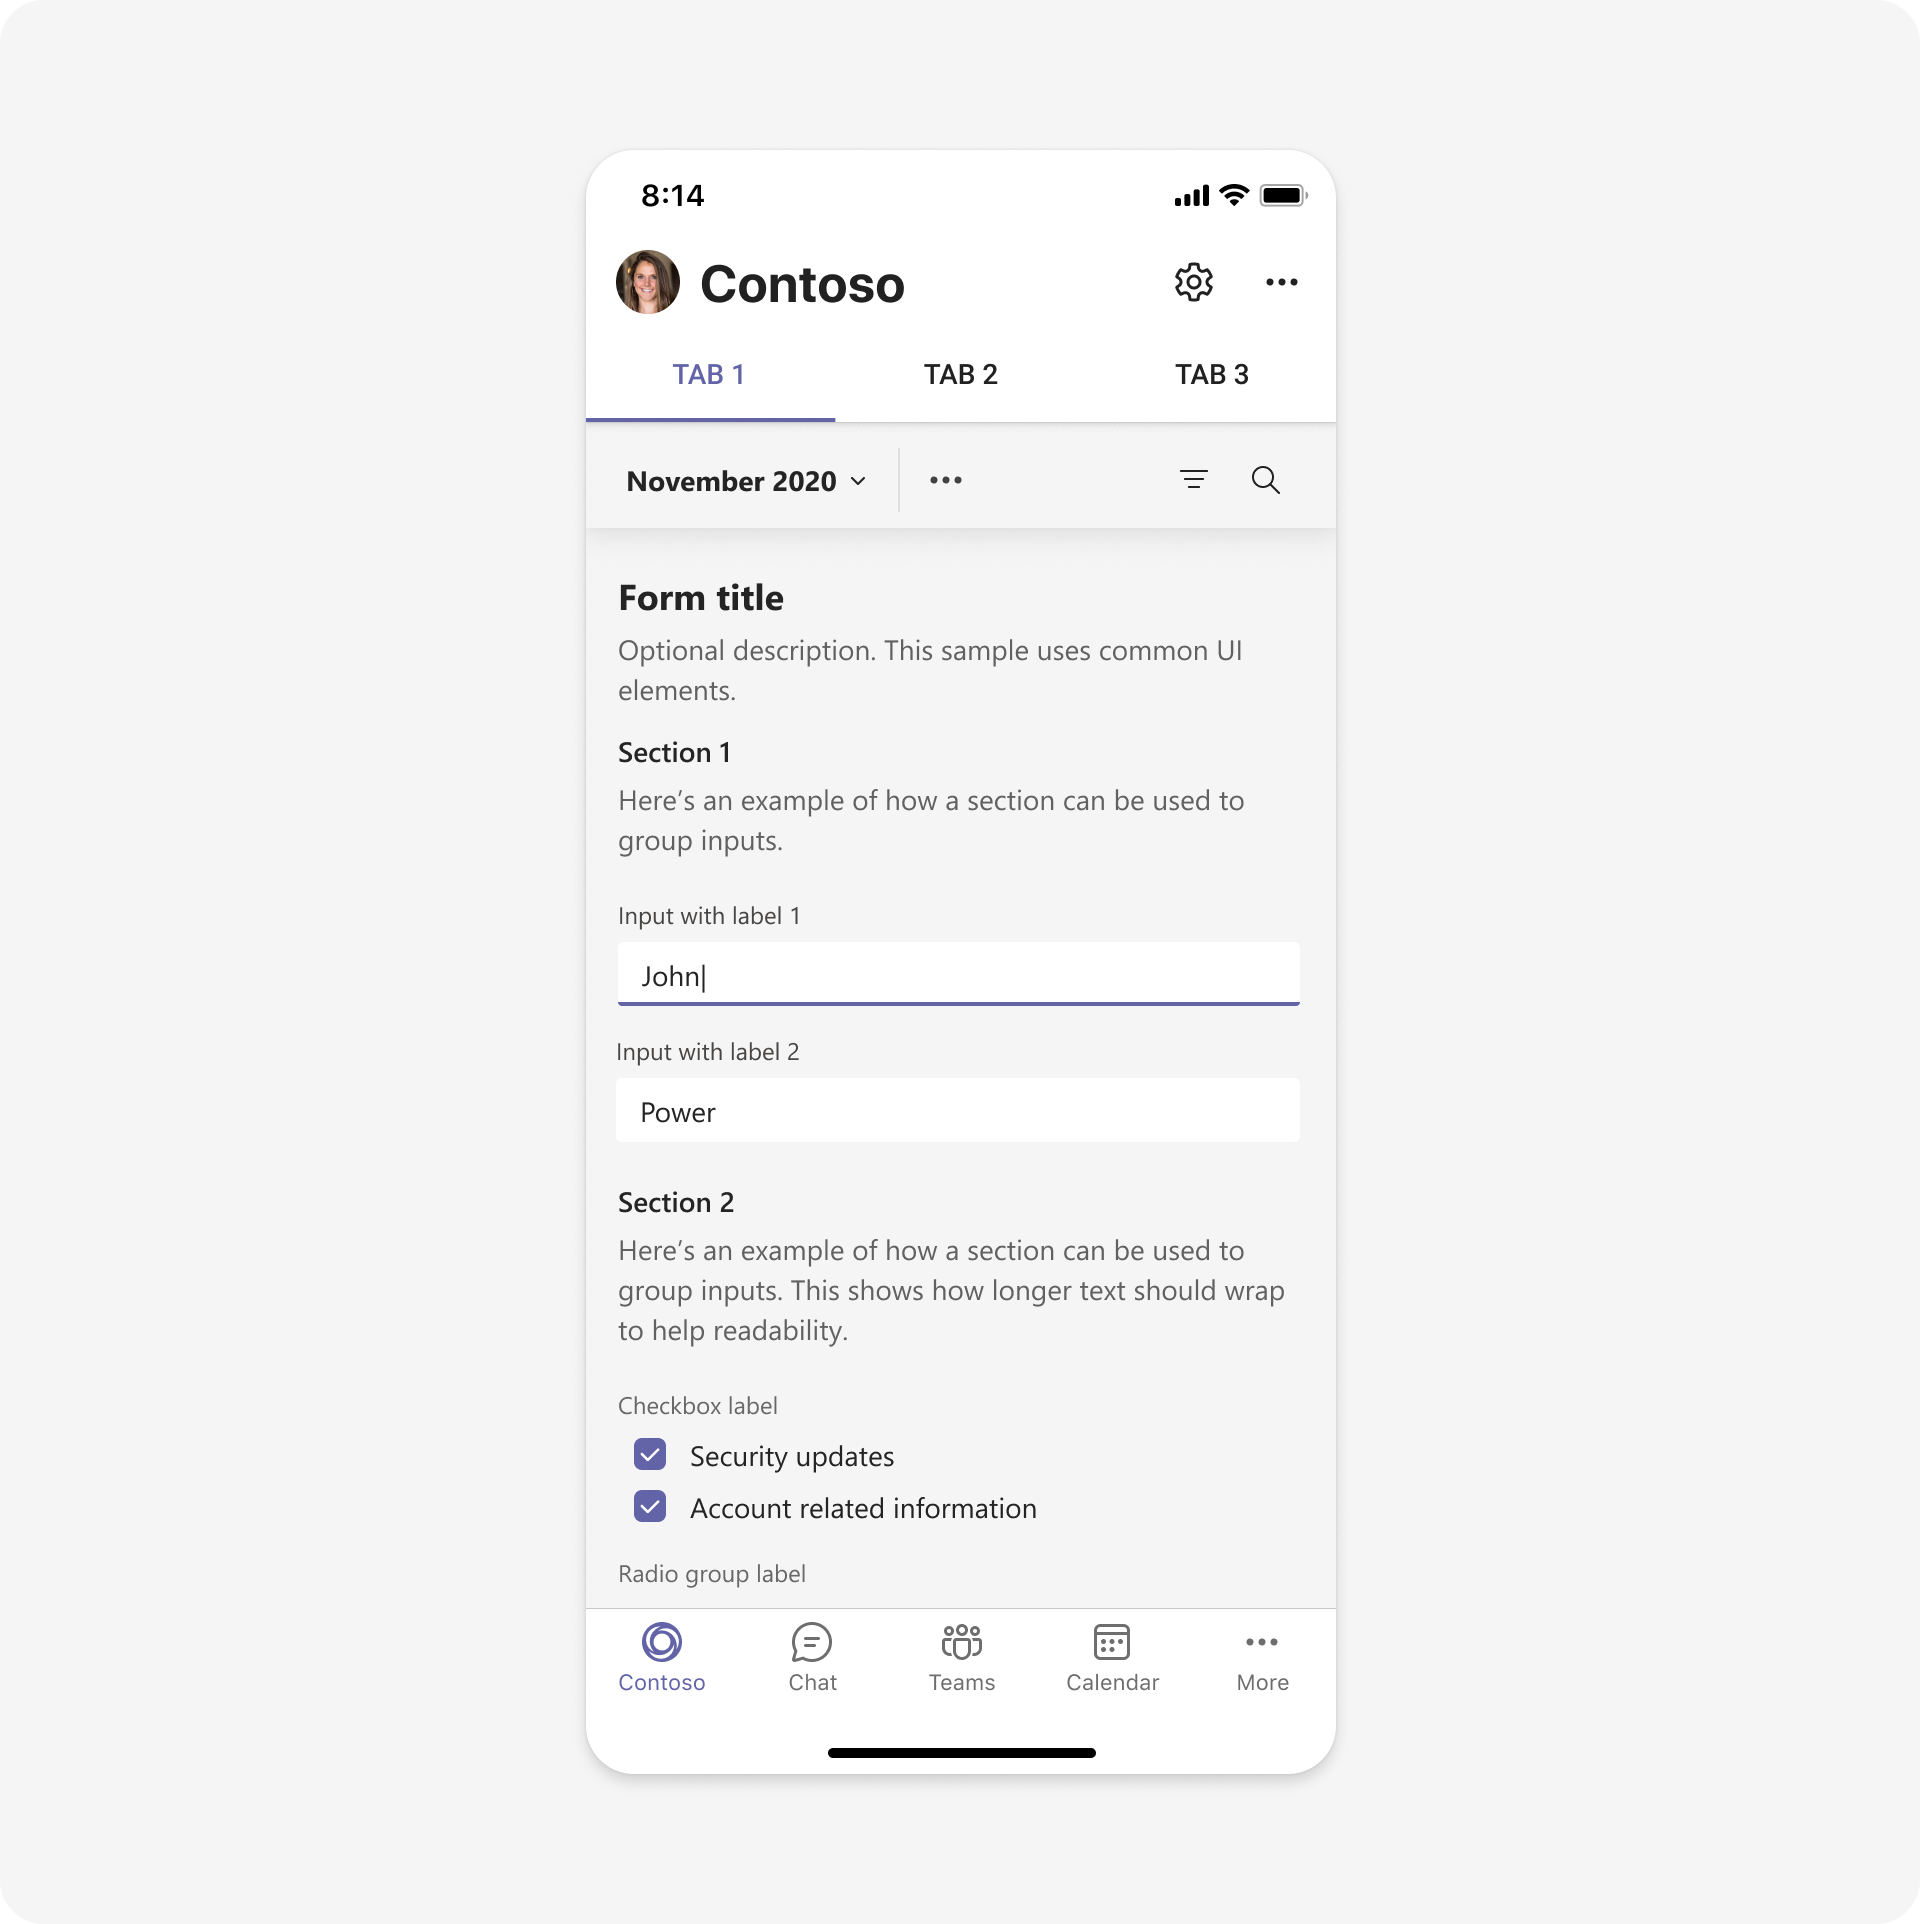 8:14
Contoso
TAB 1 TAB 2 TAB 3
November 2020
Form title
Optional description. This sample uses common UI
elements.
Section 1
Here’s an example of how a section can be used to
group inputs.
Input with label 1
John
Input with label 2
Power
Section 2
Here’s an example of how a section can be used to
group inputs. This shows how longer text should wrap
to help readability.
Checkbox label
Security updates
Account related information
Radio group label
Contoso Chat Teams Calendar More